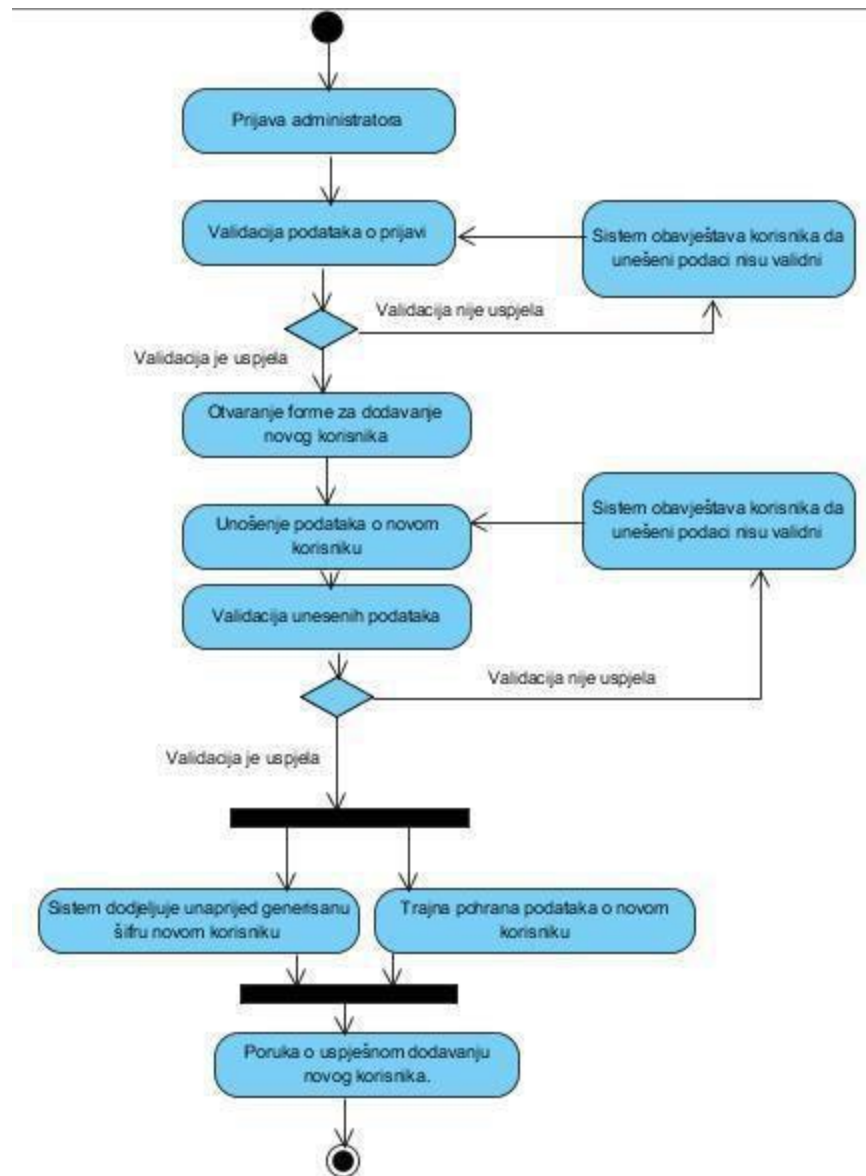 Prijava administratora
Validacija podataka o prijavi
Sistem obavještava korisnika da
unešeni podaci nisu validni
Validacija nije uspjela
Validacija je uspjela
Otvaranje forme za dodavanje
novog korisnika
Unošenje podataka o novom
korisniku
Sistem obavještava korisnika da
unešeni podaci nisu validni
Validacija unesenih podataka
Validacija nije uspjela
Validacija je uspjela
Sistem dodjeljuje unaprijed generisanu
šifru novom korisniku
Trajna pohrana podataka o novom
korisniku
Poruka o uspješnom dodavanju
novog korisnika.